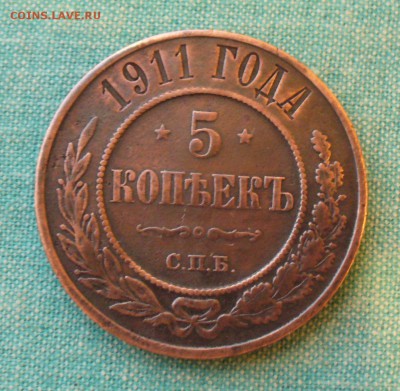 COINS.LAVE.RU
1911 ГОДА
5
КОПѢЕКЪ
С.П.Б.